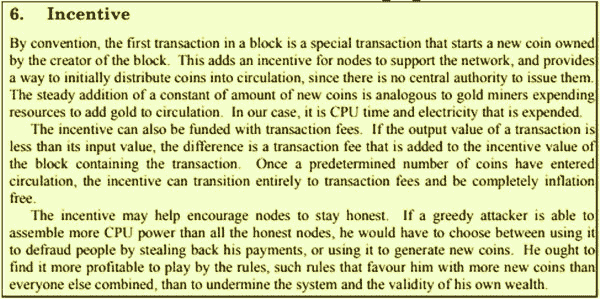 6. Incentive
By convention, the first transaction in a block is a special transaction that starts a new coin owned
by the creator of the block. This adds an incentive for nodes to support the network, and provides
a way to initially distribute coins into circulation, since there is no central authority to issue them.
The steady addition of a constant of amount of new coins is analogous to gold miners expending
resources to add gold to circulation. In our case, it is CPU time and electricity that is expended.
The incentive can also be funded with transaction fees. If the output value of a transaction is
less than its input value, the difference is a transaction fee that is added to the incentive value of
the block containing the transaction. Once a predetermined number of coins have entered
circulation, the incentive can transition entirely to transaction fees and be completely inflation
free.
The incentive may help encourage nodes to stay honest. If a greedy attacker is able to
assemble more CPU power than all the honest nodes, he would have to choose between using it
to defraud people by stealing back his payments, or using it to generate new coins. He ought to
find it more profitable to play by the rules, such rules that favour him with more new coins than
everyone else combined, than to undermine the system and the validity of his own wealth.